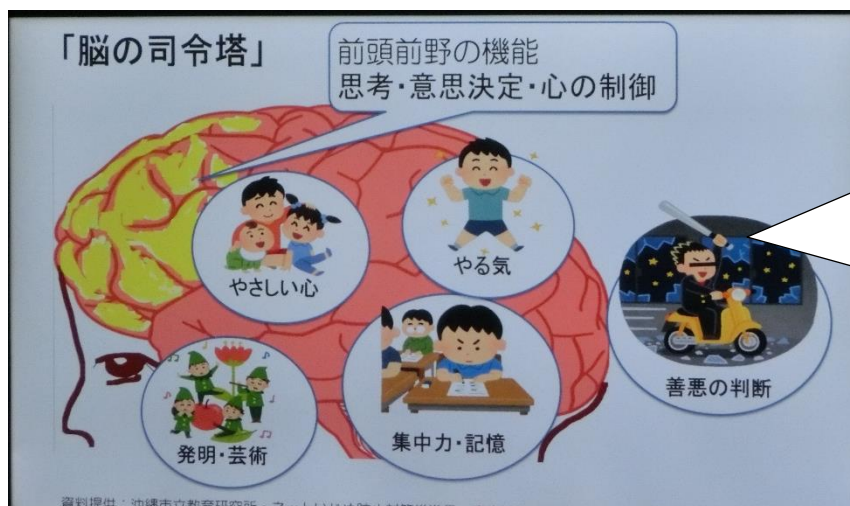 「脳の司令塔」
前頭前野の機能
思考・意思決定・心の制御
やさしい心
やる気
善悪の判断
発明・芸術
集中力・記憶
資料提供：沖縄市立教育研究所